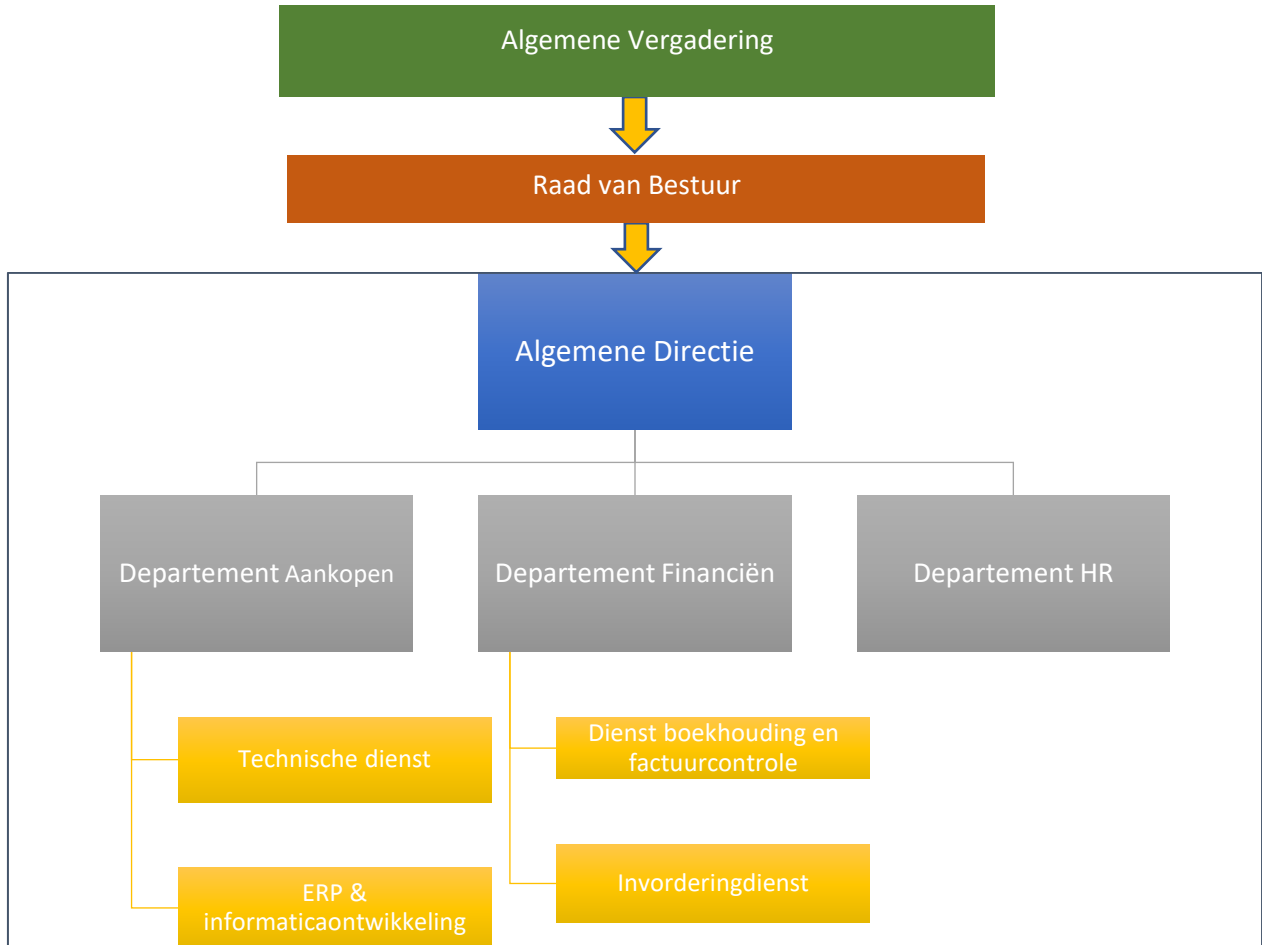 Algemene Vergadering
Raad van Bestuur
Algemene Directie
Departement Aankopen
Departement Financiën
Departement HR
Technische dienst
Dienst boekhouding en
factuurcontrole
ERP &
informaticaontwikkeling
Invorderingdienst